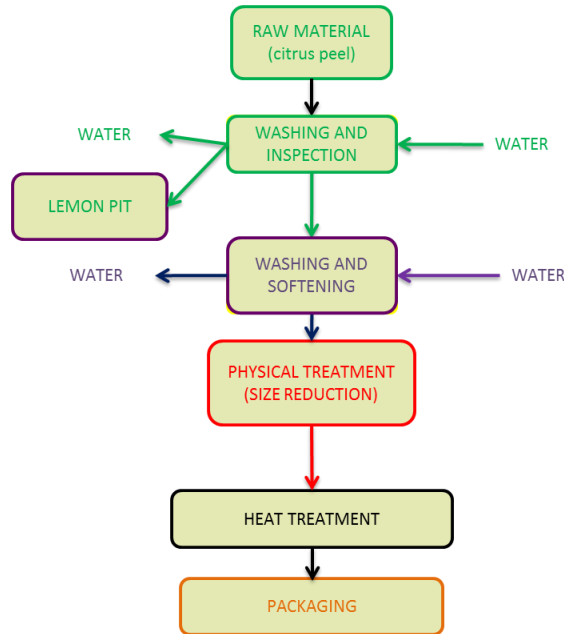 RAW MATERIAL
(citrus peel)
WATER
WASHING AND
INSPECTION
WATER
LEMON PIT
WATER
WASHING AND
SOFTENING
WATER
PHYSICAL TREATMENT
(SIZE REDUCTION)
HEAT TREATMENT
PACKAGING